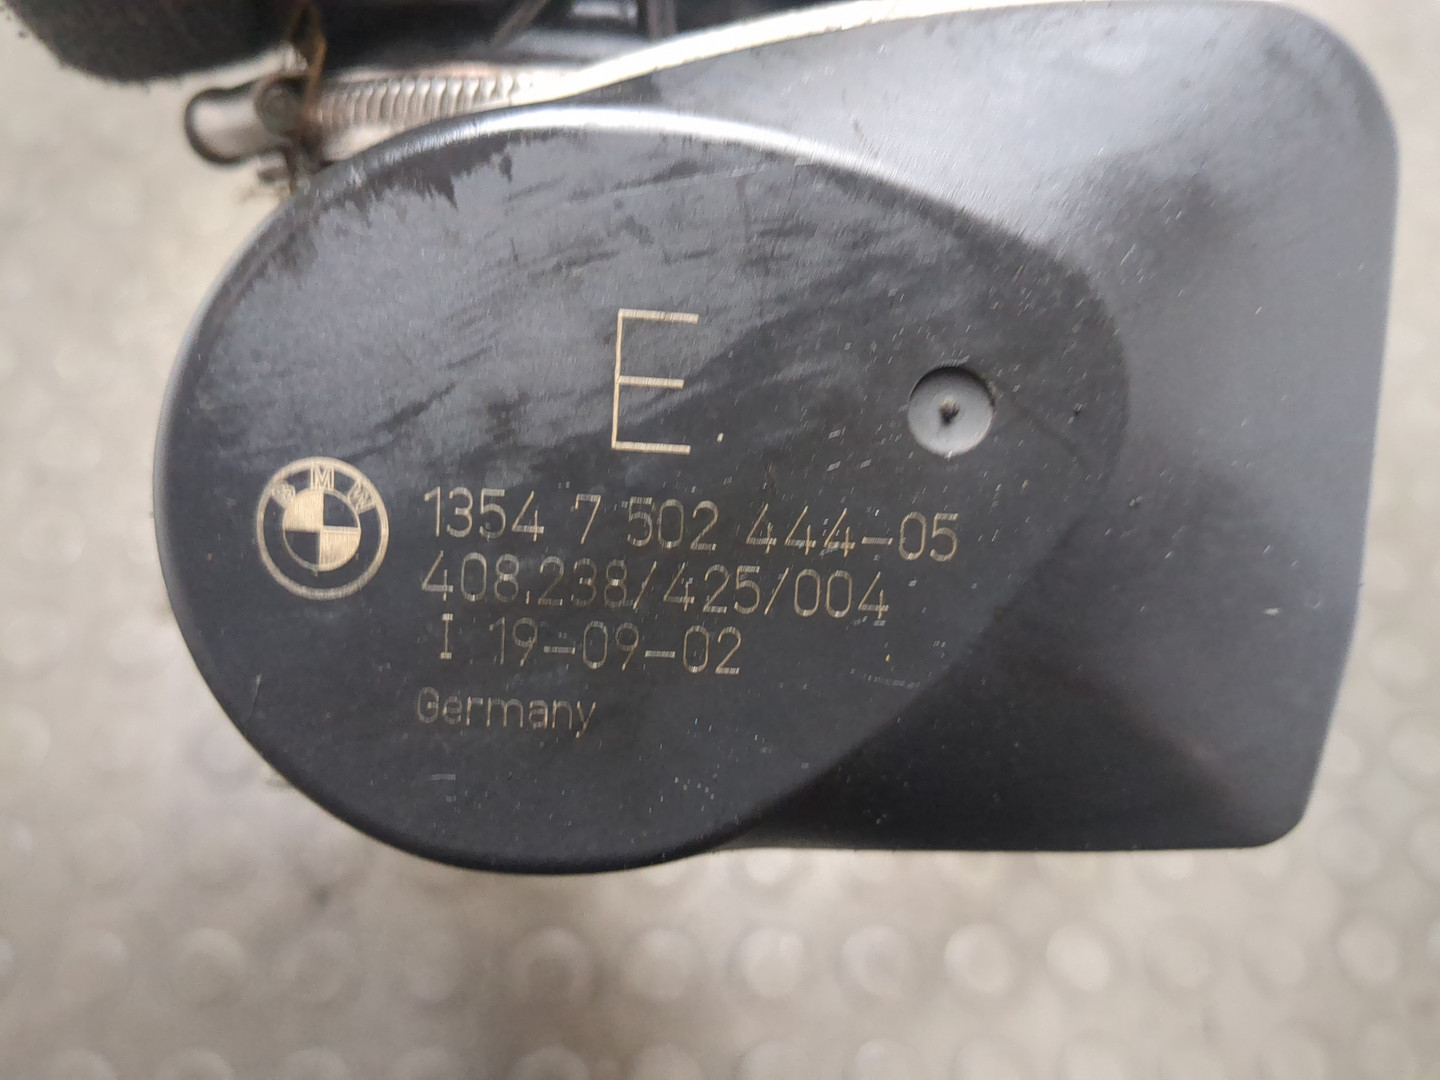 E.
BMW
1354 7 502 444-05
408.238/425/004
I 19-09-02
Germany